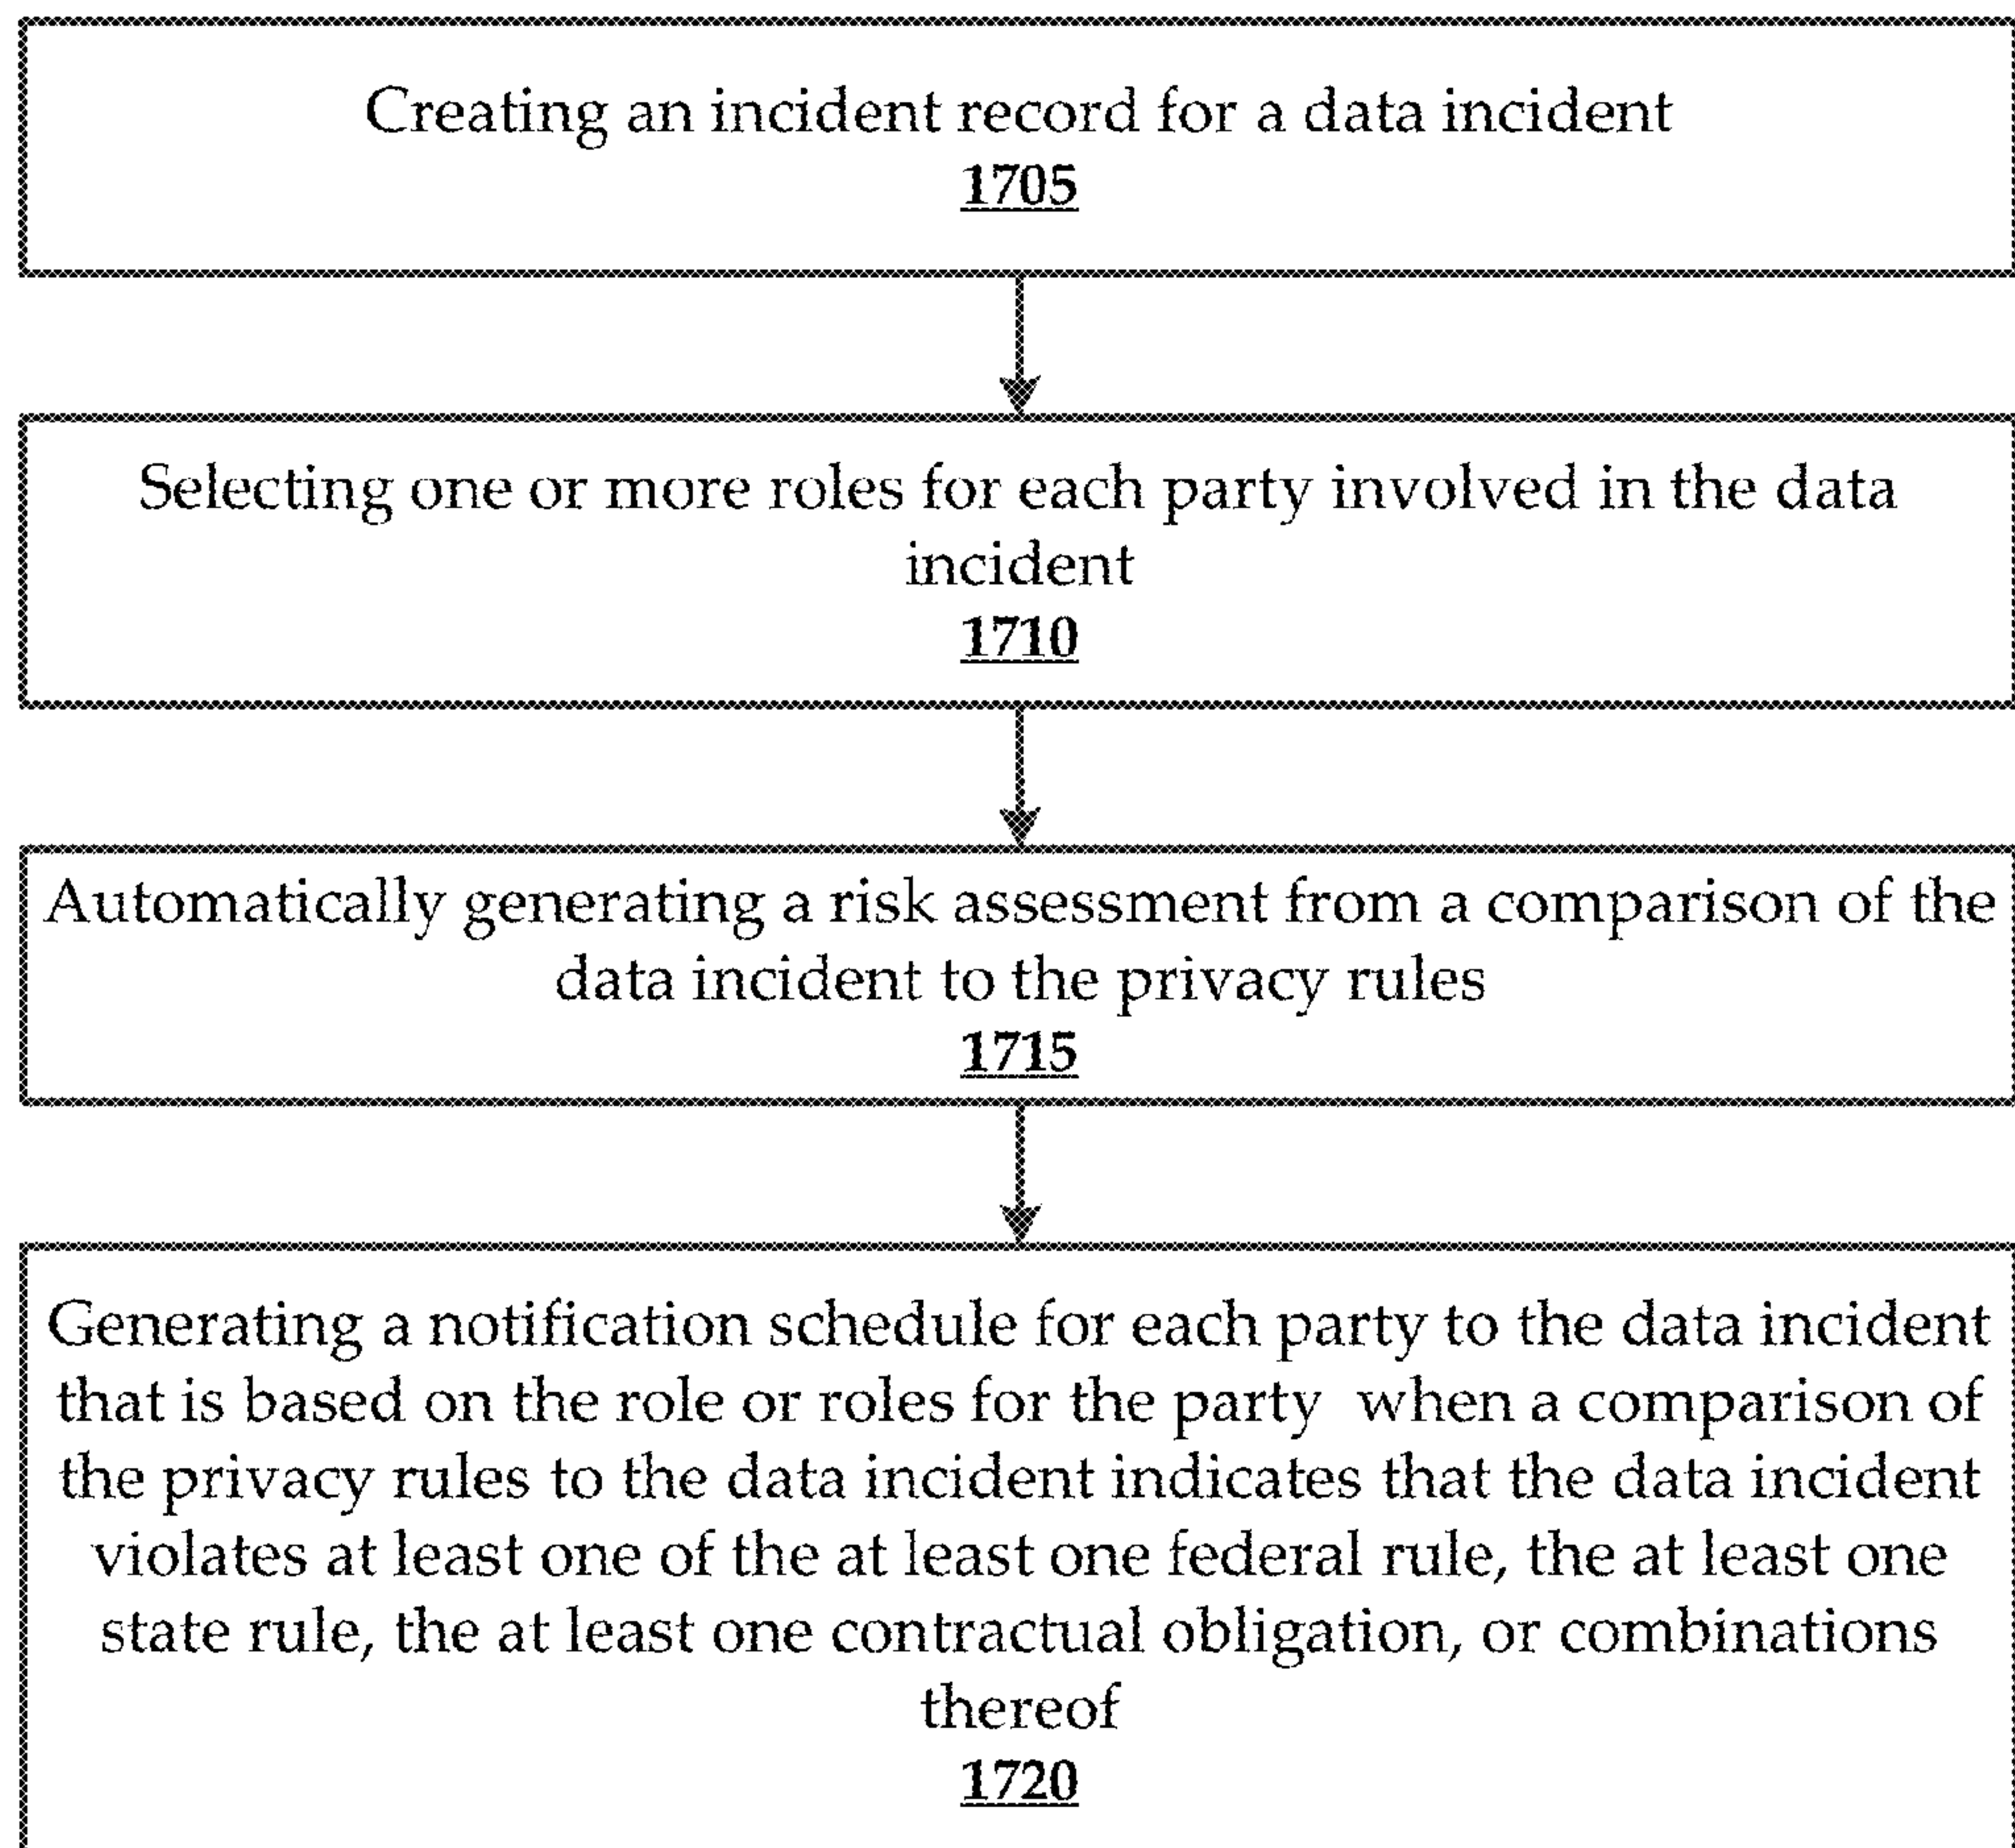 Creating an incident record for a data incident
1705
Selecting one or more roles for each party involved in the data
incident
1710
Automatically generating a risk assessment from a comparison of the
data incident to the privacy rules
1715
Generating a notification schedule for each party to the data incident
that is based on the role or roles for the party when a comparison of
the privacy rules to the data incident indicates that the data incident
violates at least one of the at least one federal rule, the at least one
state rule, the at least one contractual obligation, or combinations
thereof
1720